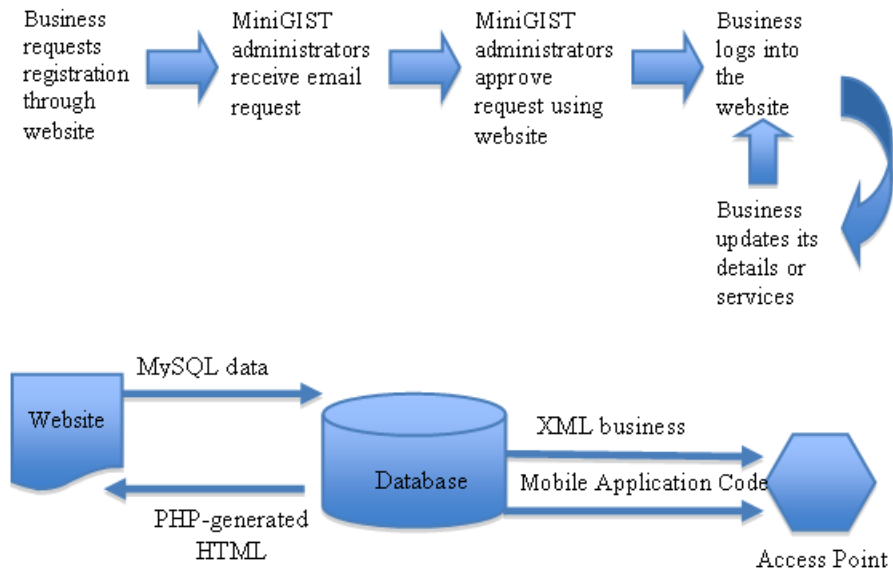 Business
requests
registration
through
website
MiniGIST
administrators
receive email
request
MiniGIST
administrators
approve
request using
website
Business
logs into
the
website
Business
updates its
details or
services
MySQL data
Website
Database
XML business
Mobile Application Code
PHP-generated
HTML
Access Point